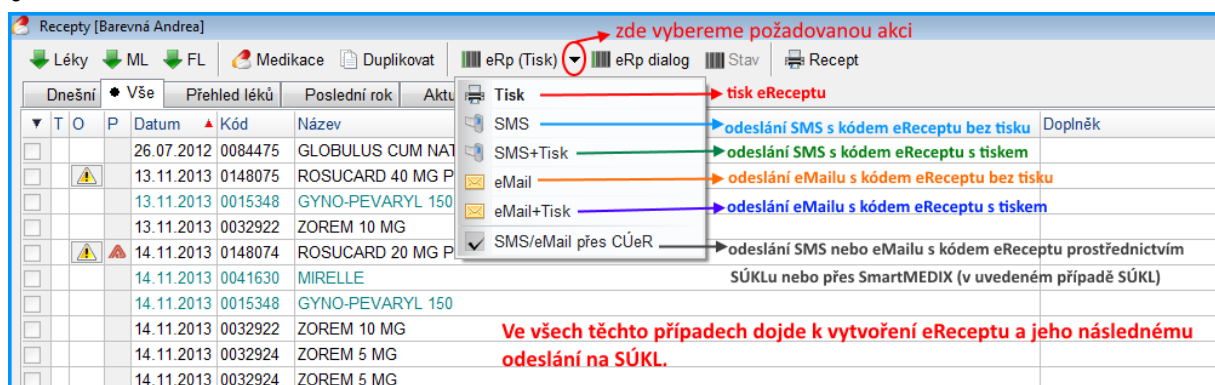 Recepty [Barevná Andrea]
zde vybereme požadovanou akci
Léky ML FL Medikace Duplikovat eRp (Tisk) eRp dialog Stav Recept
Dnešní Vše Přehled léků Poslední rok Aktu
Tisk tisk eReceptu
T O P Datum Kód Název Doplněk
SMS odeslání SMS s kódem eReceptu bez tisku
26.07.2012 0084475 GLOBULUS CUM NAT
SMS+Tisk odeslání SMS s kódem eReceptu s tiskem
13.11.2013 0148075 ROSUCARD 40 MG P
eMail odeslání eMailu s kódem eReceptu bez tisku
13.11.2013 0015348 GYNO-PEVARYL 150
eMail+Tisk odeslání eMailu s kódem eReceptu s tiskem
13.11.2013 0032922 ZOREM 10 MG
SMS/eMail přes CÚeR odeslání SMS nebo eMailu s kódem eReceptu prostřednictvím
14.11.2013 0148074 ROSUCARD 20 MG P
SÚKLu nebo přes SmartMEDIX (v uvedeném případě SÚKL)
14.11.2013 0041630 MIRELLE
14.11.2013 0015348 GYNO-PEVARYL 150
14.11.2013 0032922 ZOREM 10 MG
Ve všech těchto případech dojde k vytvoření eReceptu a jeho následnému
14.11.2013 0032924 ZOREM 5 MG
odeslání na SÚKL.
14.11.2013 0032924 ZOREM 5 MG